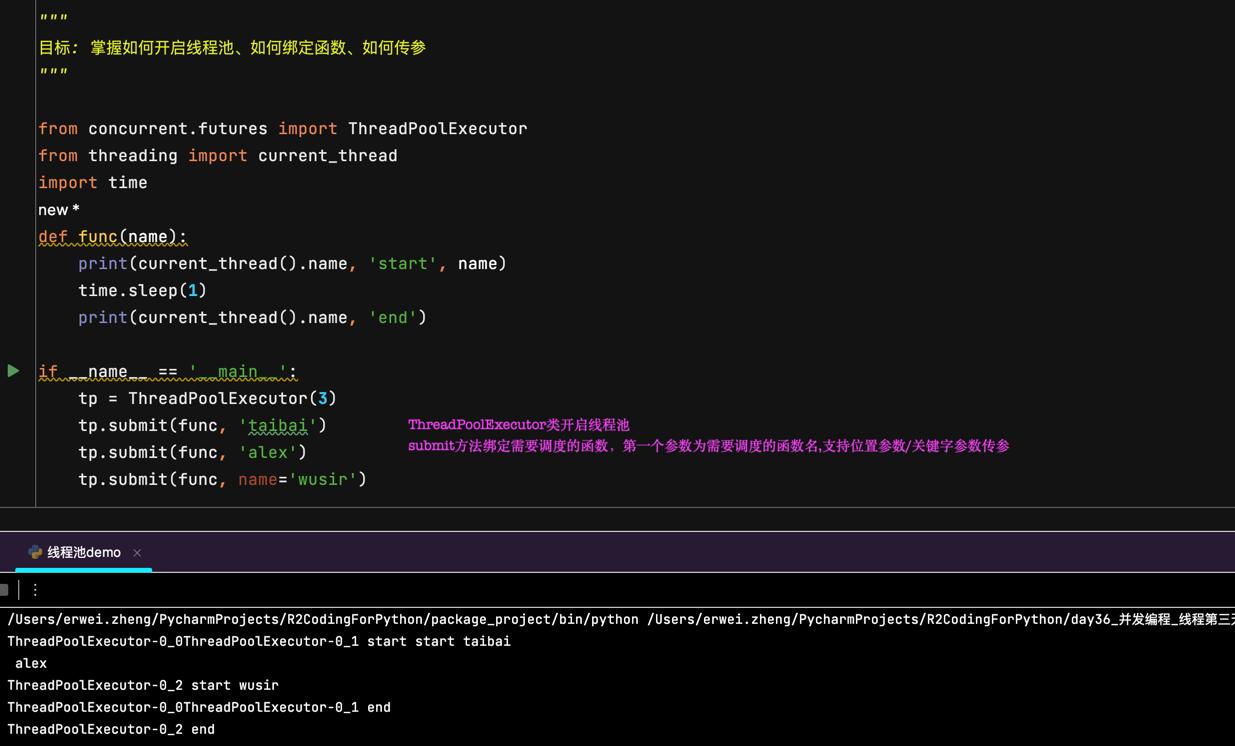 """
目标: 掌握如何开启线程池、如何绑定函数、如何传参
"""
from concurrent.futures import ThreadPoolExecutor
from threading import current_thread
import time
new *
def func(name):
    print(current_thread().name, 'start', name)
    time.sleep(1)
    print(current_thread().name, 'end')
if __name__ == '__main__':
    tp = ThreadPoolExecutor(3)
    tp.submit(func, 'taibai')
ThreadPoolExecutor类开启线程池
    tp.submit(func, 'alex')
submit方法绑定需要调度的函数，第一个参数为需要调度的函数名,支持位置参数/关键字参数传参
    tp.submit(func, name='wusir')
线程池demo ×
/Users/erwei.zheng/PycharmProjects/R2CodingForPython/package_project/bin/python /Users/erwei.zheng/PycharmProjects/R2CodingForPython/day36_并发编程_线程第三
ThreadPoolExecutor-0_0ThreadPoolExecutor-0_1 start start taibai
 alex
ThreadPoolExecutor-0_2 start wusir
ThreadPoolExecutor-0_0ThreadPoolExecutor-0_1 end
ThreadPoolExecutor-0_2 end